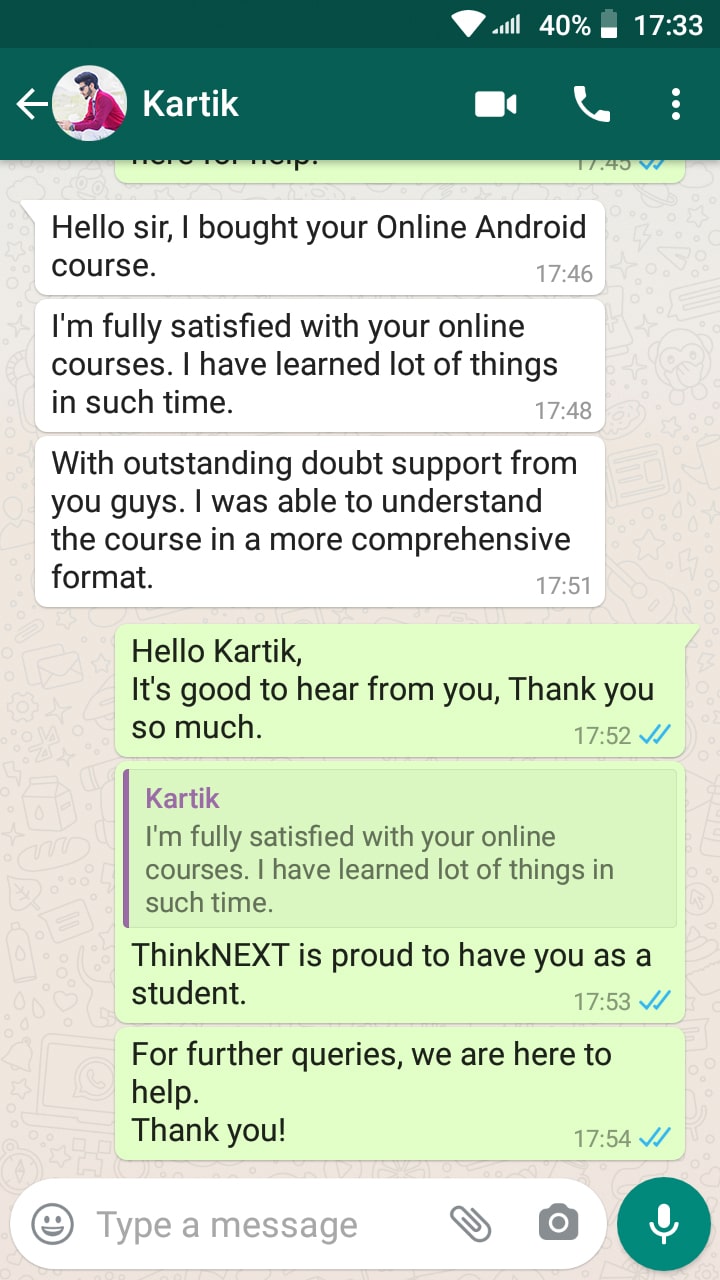 40% 17:33
Kartik
here for help! 17:45
Hello sir, I bought your Online Android
course. 17:46
I'm fully satisfied with your online
courses. I have learned lot of things
in such time. 17:48
With outstanding doubt support from
you guys. I was able to understand
the course in a more comprehensive
format. 17:51
Hello Kartik,
It's good to hear from you, Thank you
so much. 17:52
Kartik
I'm fully satisfied with your online
courses. I have learned lot of things in
such time.
ThinkNEXT is proud to have you as a
student. 17:53
For further queries, we are here to
help.
Thank you! 17:54
Type a message